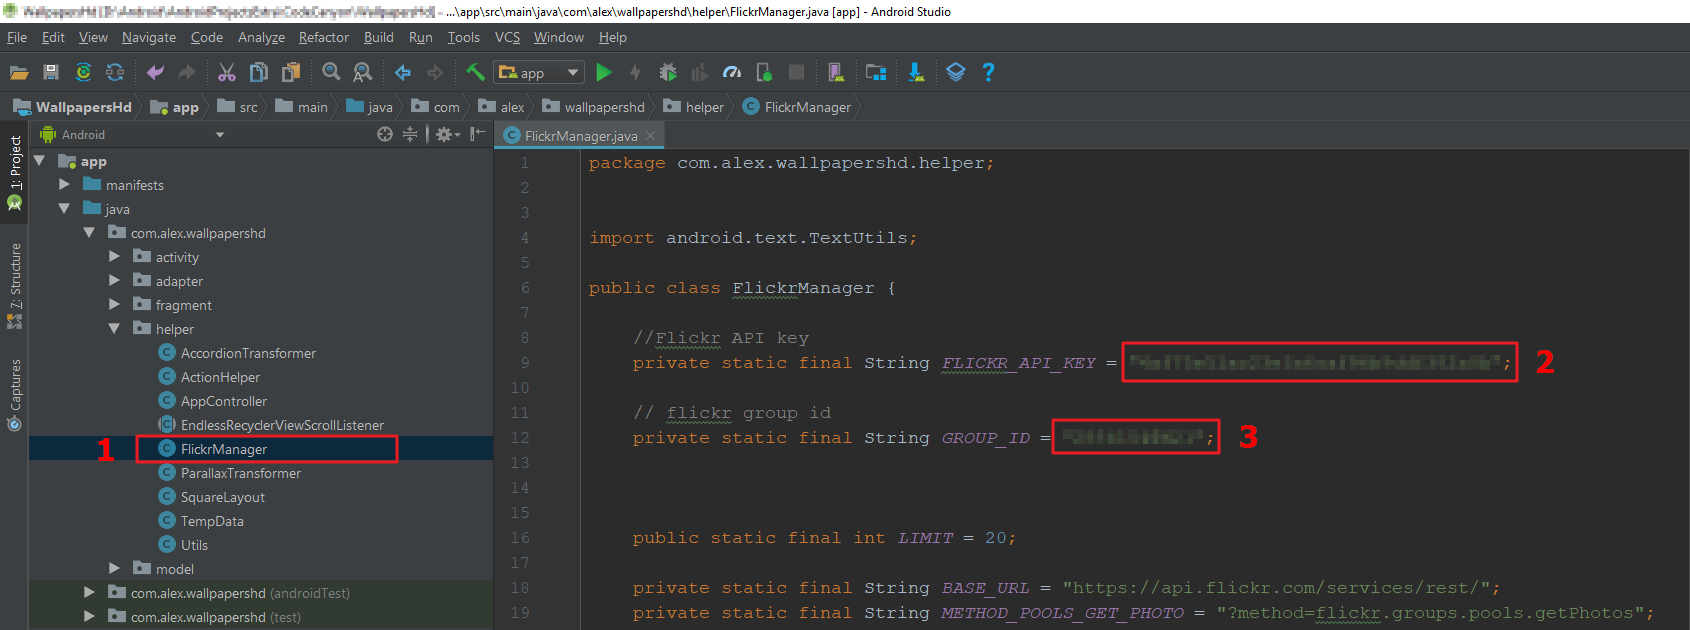 ...\app\src\main\java\com\alex\wallpapershd\helper\FlickrManager.java [app] - Android Studio
File Edit View Navigate Code Analyze Refactor Build Run Tools VCS Window Help
app
WallpapersHd app src main java com alex wallpapershd helper FlickrManager
Android
FlickrManager.java
1: Project
7: Structure
Captures
app
manifests
java
com.alex.wallpapershd
activity
adapter
fragment
helper
AccordionTransformer
ActionHelper
AppController
EndlessRecyclerViewScrollListener
1 FlickrManager
ParallaxTransformer
SquareLayout
TempData
Utils
model
com.alex.wallpapershd (androidTest)
com.alex.wallpapershd (test)
1 package com.alex.wallpapershd.helper;
2
3
4 import android.text.TextUtils;
5
6 public class FlickrManager {
7
8 //Flickr API key
9 private static final String FLICKR_API_KEY = ""; 2
10
11 // flickr group id
12 private static final String GROUP_ID = ""; 3
13
14
15
16 public static final int LIMIT = 20;
17
18 private static final String BASE_URL = "https://api.flickr.com/services/rest/";
19 private static final String METHOD_POOLS_GET_PHOTO = "?method=flickr.groups.pools.getPhotos";